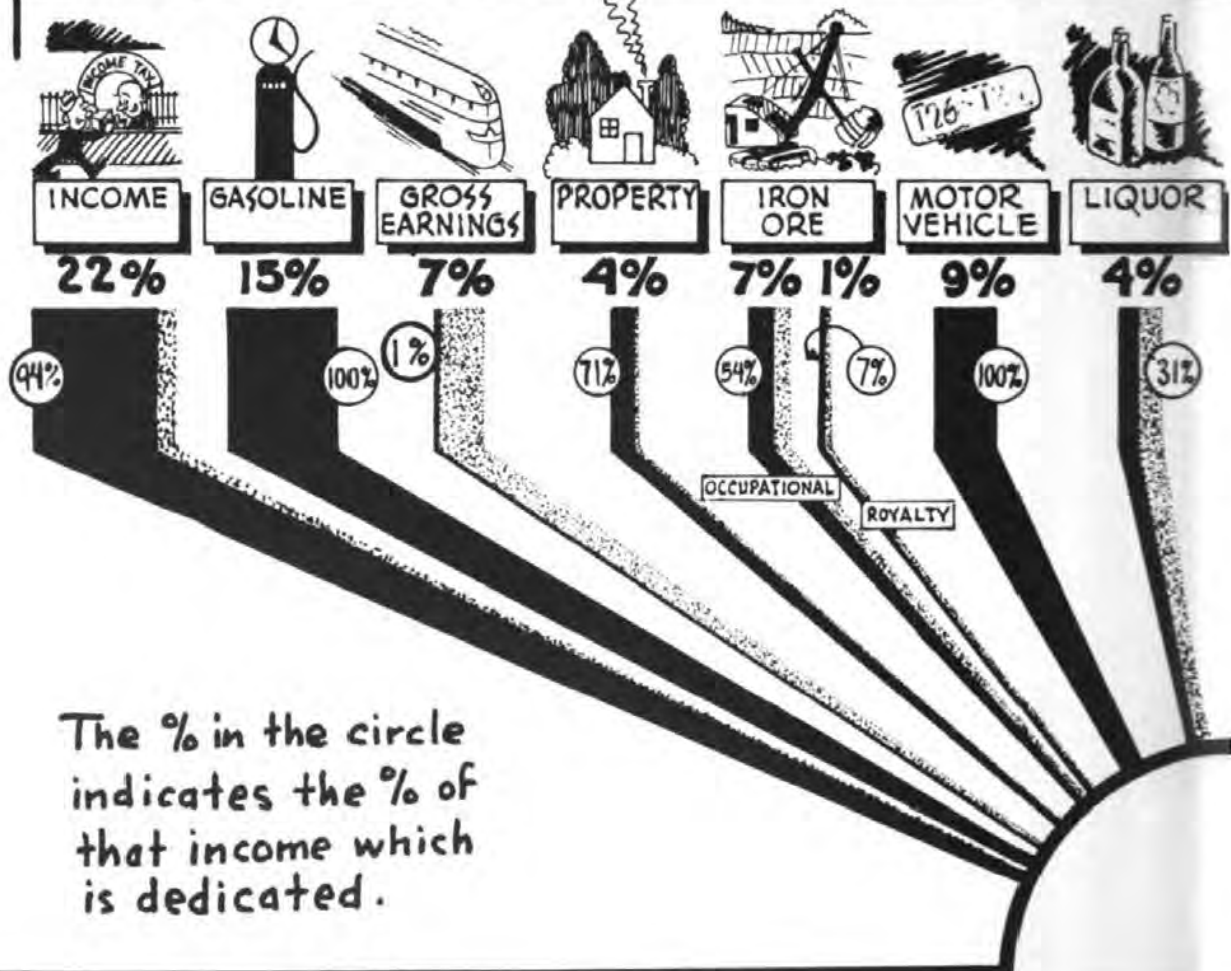 INCOME TAX
INCOME
GASOLINE
GROSS
EARNINGS
PROPERTY
IRON
ORE
MOTOR
VEHICLE
LIQUOR
22%
15%
7%
4%
7%
1%
9%
4%
94%
100%
1%
71%
54%
7%
100%
31%
OCCUPATIONAL
ROYALTY
The % in the circle
indicates the % of
that income which
is dedicated.